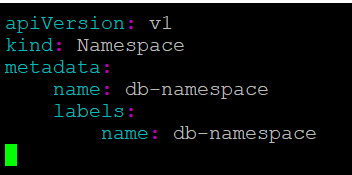 apiVersion: v1
kind: Namespace
metadata:
    name: db-namespace
    labels:
        name: db-namespace